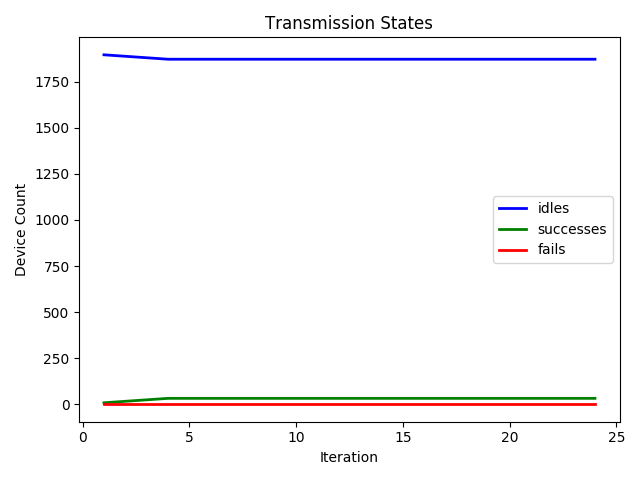 Transmission States
Device Count
1750
1500
1250
1000
750
500
250
0
idles
successes
fails
0 5 10 15 20 25
Iteration